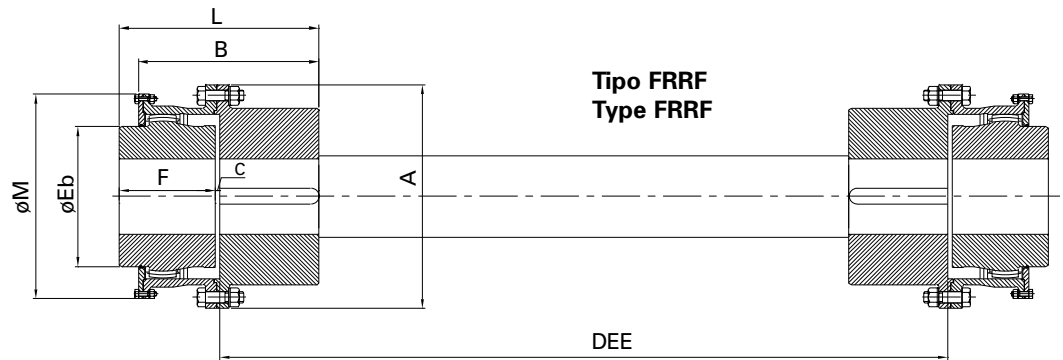 L
B
Tipo FRRF
Type FRRF
øM
øEb
F
C
A
DEE